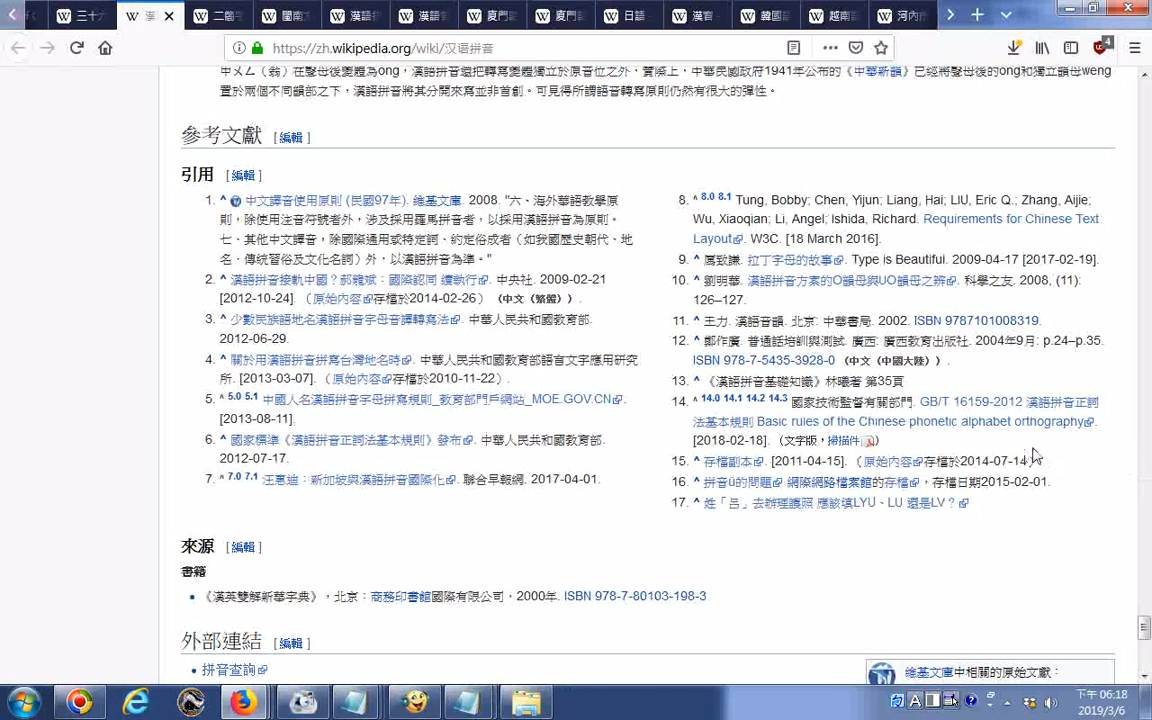 三十六
漢
二箇
閩南
漢語
漢語
廈門
廈門
日語
漢音
韓國
越南
河內
https://zh.wikipedia.org/wiki/汉语拼音
4
中ㄨㄥ（翁）在聲母後變體為ong，漢語拼音還把轉寫變體獨立於原音位之外，實際上，中華民國政府1941年公布的《中華新韻》已經將聲母後的ong和獨立韻母weng
置於兩個不同韻部之下，漢語拼音將其分開來寫並非首創。可見得所謂語音轉寫原則仍然有很大的彈性。
參考文獻 [編輯]
引用 [編輯]
1. ^ 中文譯音使用原則 (民國97年). 維基文庫. 2008. "六、海外華語教學原
則，除使用注音符號者外，涉及採用羅馬拼音者，以採用漢語拼音為原則。
七、其他中文譯音，除國際通用或特定詞、約定俗成者（如我國歷史朝代、地
名、傳統習俗及文化名詞）外，以漢語拼音為準。"
2. ^ 漢語拼音接軌中國？郝龍斌：國際認同 續執行. 中央社. 2009-02-21
[2012-10-24]. （原始內容存檔於2014-02-26）（中文（繁體））.
3. ^ 少數民族語地名漢語拼音字母音譯轉寫法. 中華人民共和國教育部.
2012-06-29.
4. ^ 關於用漢語拼音拼寫台灣地名時. 中華人民共和國教育部語言文字應用研究
所. [2013-03-07]. （原始內容存檔於2010-11-22）.
5. ^ 5.0 5.1 中國人名漢語拼音字母拼寫規則_教育部門戶網站_MOE.GOV.CN.
[2013-08-11].
6. ^ 國家標準《漢語拼音正詞法基本規則》發布. 中華人民共和國教育部.
2012-07-17.
7. ^ 7.0 7.1 汪惠迪：新加坡與漢語拼音國際化. 聯合早報網. 2017-04-01.
8. ^ 8.0 8.1 Tung, Bobby; Chen, Yijun; Liang, Hai; LIU, Eric Q.; Zhang, Aijie;
Wu, Xiaoqian; Li, Angel; Ishida, Richard. Requirements for Chinese Text
Layout. W3C. [18 March 2016].
9. ^ 厲致謙. 拉丁字母的故事. Type is Beautiful. 2009-04-17 [2017-02-19].
10. ^ 劉明華. 漢語拼音方案的O韻母與UO韻母之辨. 科學之友. 2008, (11):
126–127.
11. ^ 王力. 漢語音韻. 北京: 中華書局. 2002. ISBN 9787101008319.
12. ^ 鄭作廣. 普通話培訓與測試. 廣西: 廣西教育出版社. 2004年9月: p.24–p.35.
ISBN 978-7-5435-3928-0（中文（中國大陸））.
13. ^ 《漢語拼音基礎知識》林曦著 第35頁
14. ^ 14.0 14.1 14.2 14.3 國家技術監督有關部門. GB/T 16159-2012 漢語拼音正詞
法基本規則 Basic rules of the Chinese phonetic alphabet orthography.
[2018-02-18]. （文字版，掃描件）
15. ^ 存檔副本. [2011-04-15]. （原始內容存檔於2014-07-14）.
16. ^ 拼音ü的問題 網際網路檔案館的存檔，存檔日期2015-02-01.
17. ^ 姓「呂」去辦理護照 應該填LYU、LU 還是LV？
來源 [編輯]
書籍
• 《漢英雙解新華字典》，北京：商務印書館國際有限公司，2000年. ISBN 978-7-80103-198-3
外部連結 [編輯]
• 拼音查詢
維基文庫中相關的原始文獻：
A
下午 06:18
2019/3/6